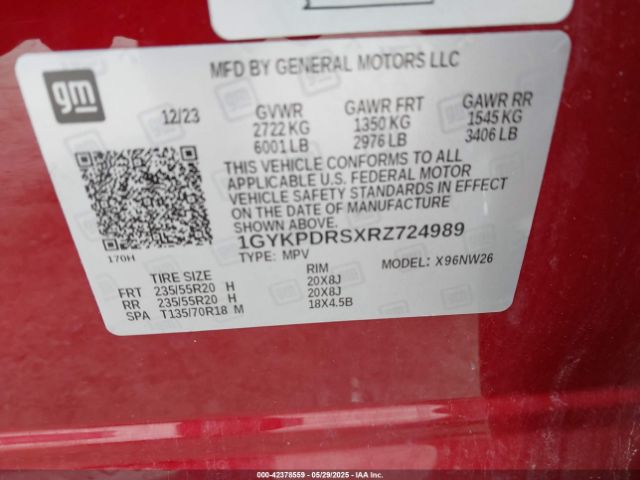 gm
MFD BY GENERAL MOTORS LLC
12/23 GVWR GAWR FRT GAWR RR
2722 KG 1350 KG 1545 KG
6001 LB 2976 LB 3406 LB
THIS VEHICLE CONFORMS TO ALL
APPLICABLE U.S. FEDERAL MOTOR
VEHICLE SAFETY STANDARDS IN EFFECT
ON THE DATE OF MANUFACTURE
SHOWN ABOVE.
1GYKPDRSXRZ724989
170H TYPE: MPV MODEL: X96NW26
TIRE SIZE RIM
FRT 235/55R20 H 20X8J
RR 235/55R20 H 20X8J
SPA T135/70R18 M 18X4.5B
00-42378559 - 05/29/2025 - Copyright © IAA, Inc.